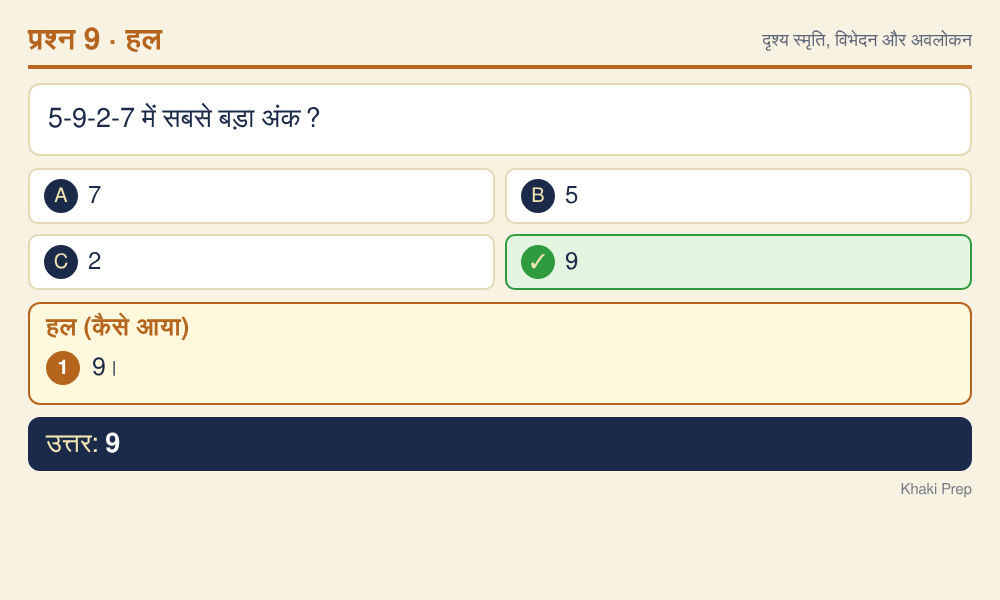 प्रश्न 9 · हल
दृश्य स्मृति, विभेदन और अवलोकन
5-9-2-7 में सबसे बड़ा अंक ?
A 7
B 5
C 2
✓ 9
हल (कैसे आया)
1 9।
उत्तर: 9
Khaki Prep